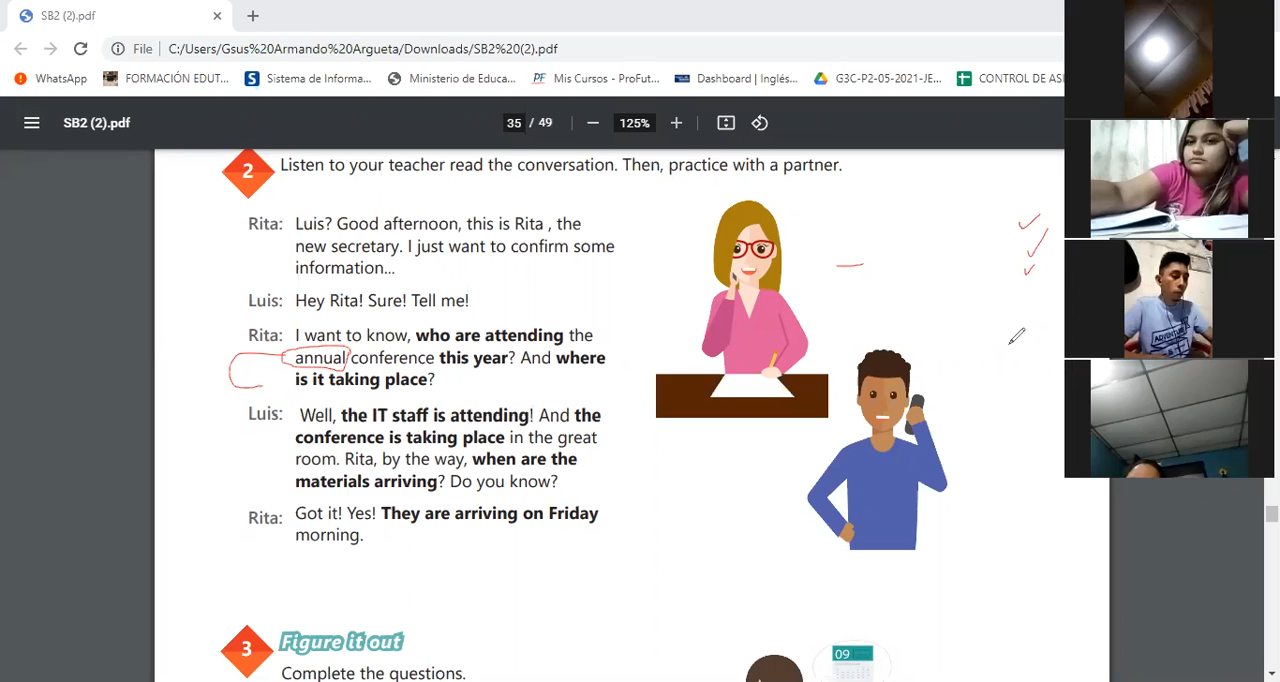 SB2 (2).pdf
File
C:/Users/Gsus%20Armando%20Argueta/Downloads/SB2%20(2).pdf
WhatsApp
FORMACIÓN EDUT...
Sistema de Informa...
Ministerio de Educa...
Mis Cursos - ProFut...
Dashboard | Inglés...
G3C-P2-05-2021-JE...
CONTROL DE ASI
SB2 (2).pdf
35 / 49
125%
2
Listen to your teacher read the conversation. Then, practice with a partner.
Rita: Luis? Good afternoon, this is Rita , the
new secretary. I just want to confirm some
information...
Luis: Hey Rita! Sure! Tell me!
Rita: I want to know, who are attending the
annual conference this year? And where
is it taking place?
Luis: Well, the IT staff is attending! And the
conference is taking place in the great
room. Rita, by the way, when are the
materials arriving? Do you know?
Rita: Got it! Yes! They are arriving on Friday
morning.
3
Figure it out
Complete the questions.
09